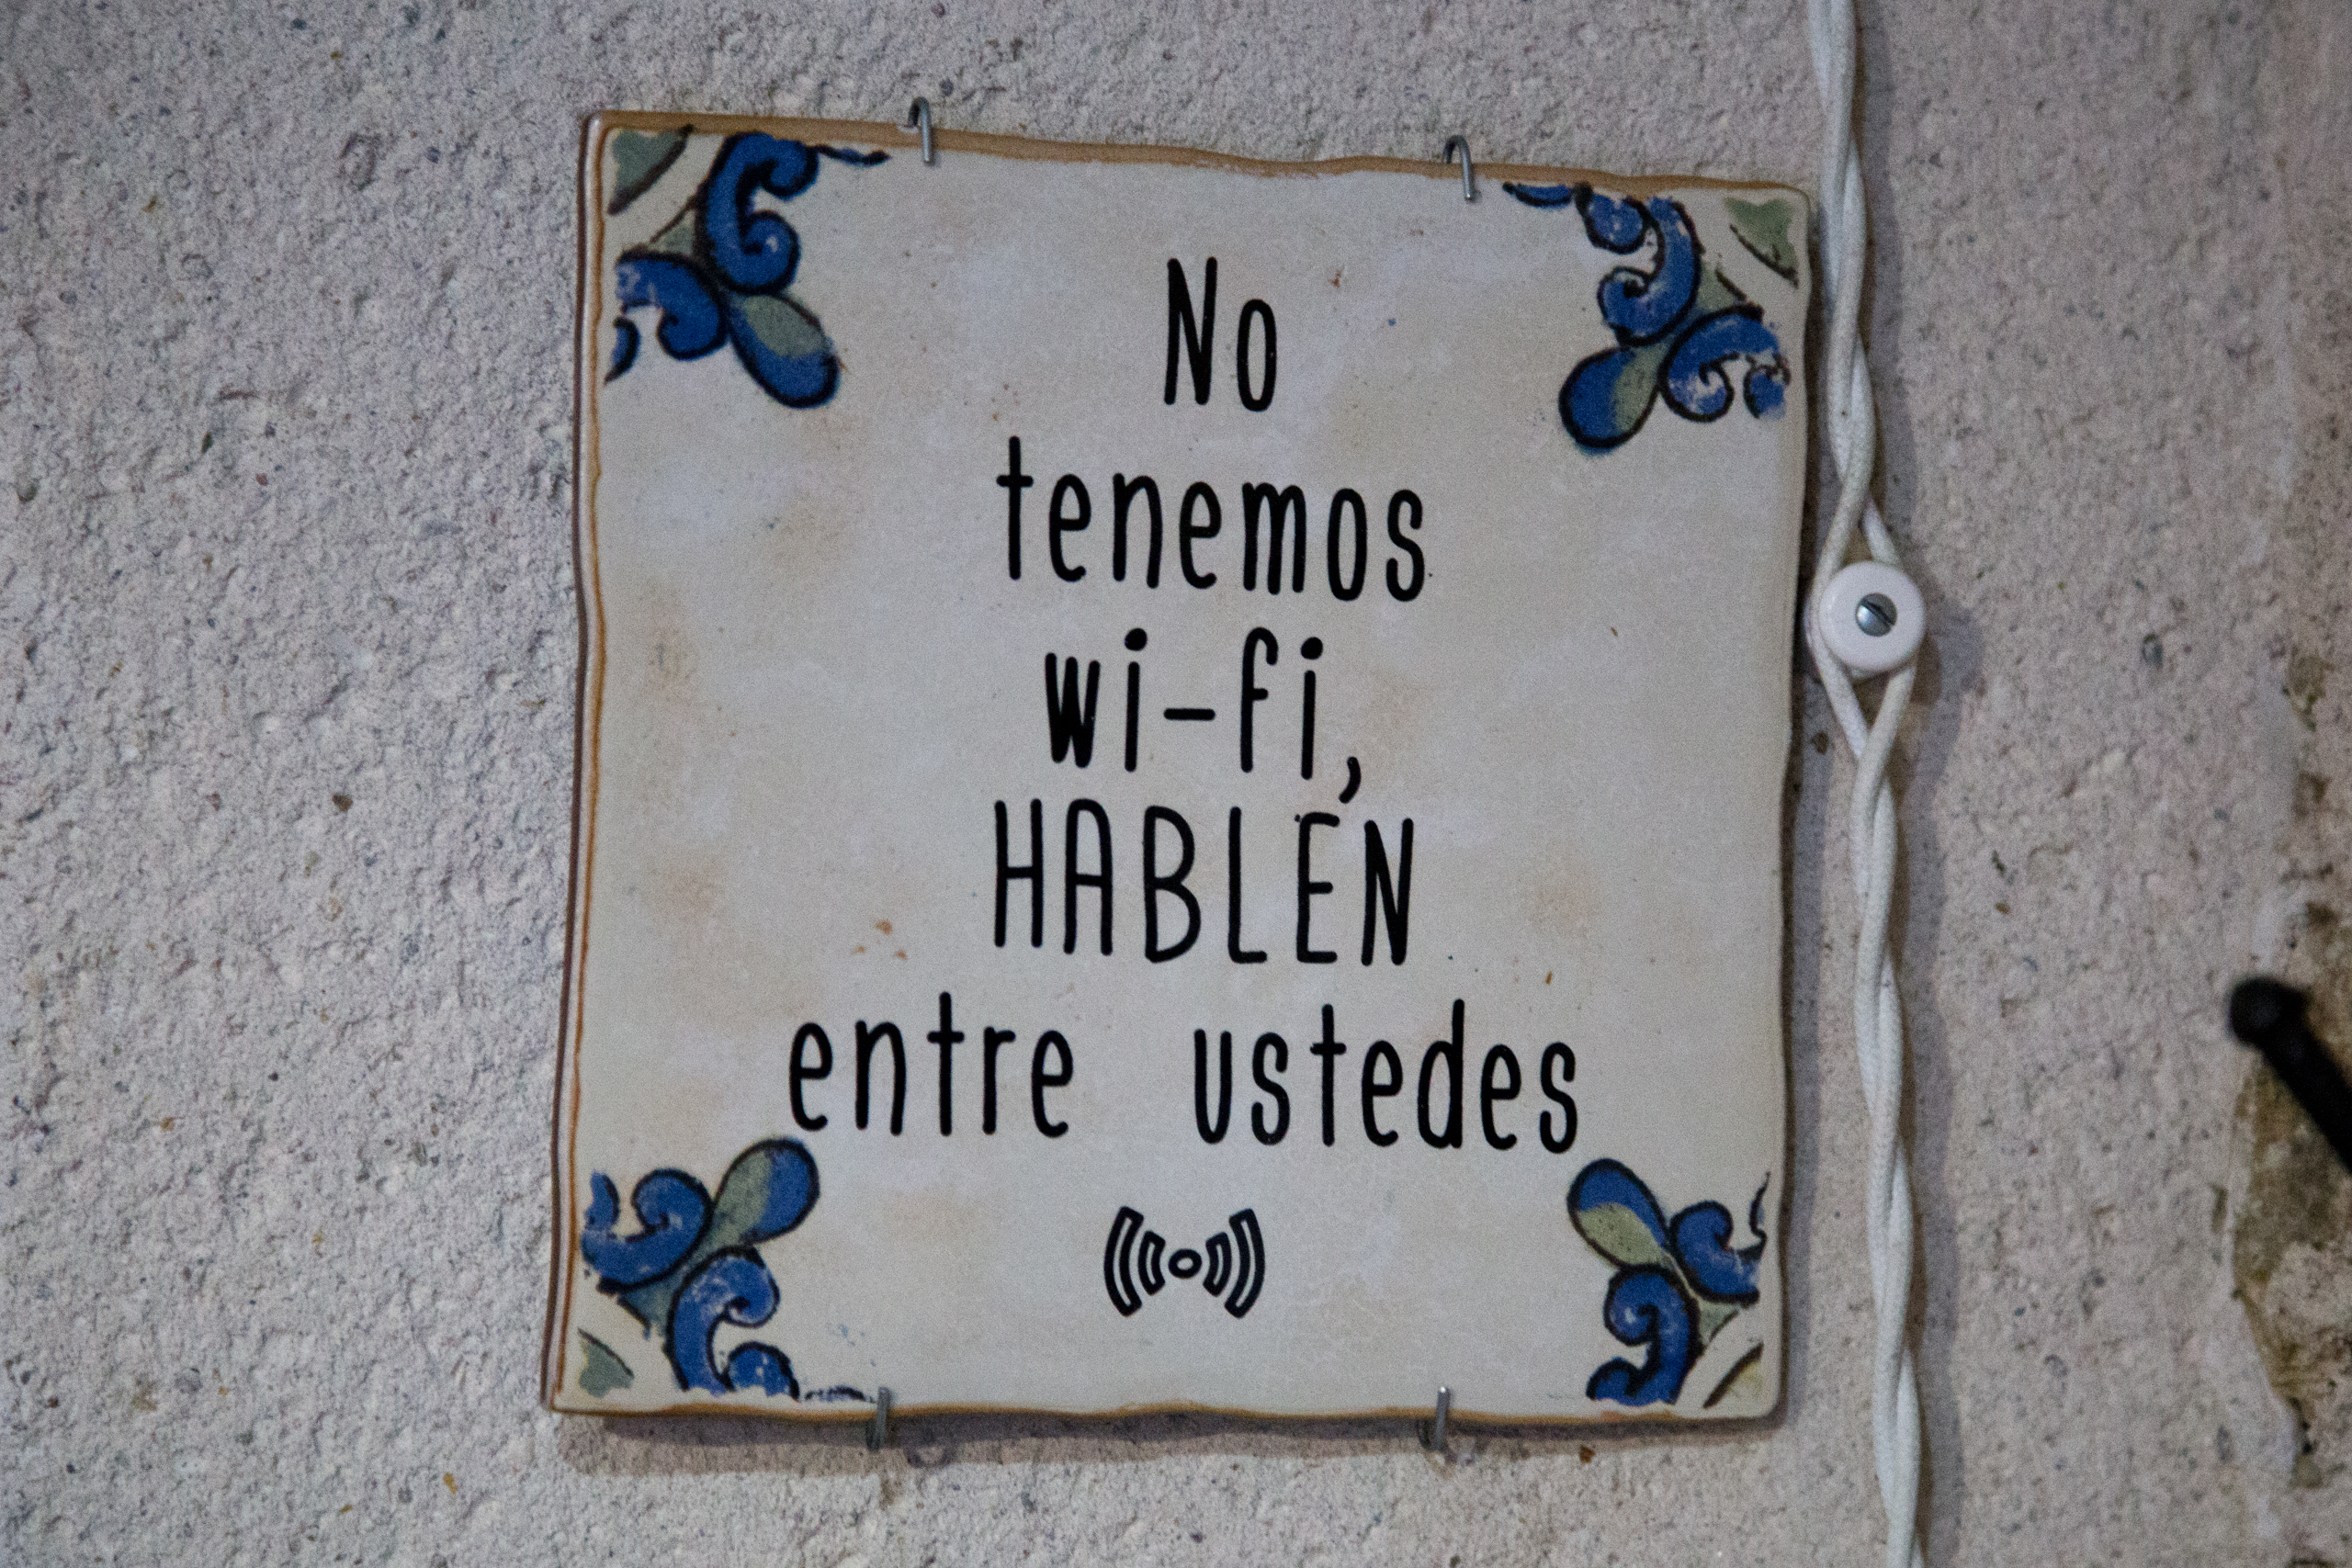 No
tenemos
wi-fi,
HABLEN
entre ustedes